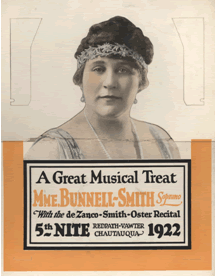 A Great Musical Treat
MME. BUNNELL-SMITH Soprano
With the de Zanco-Smith-Oster Recital
5th NITE REDPATH-VAWTER CHAUTAUQUA 1922